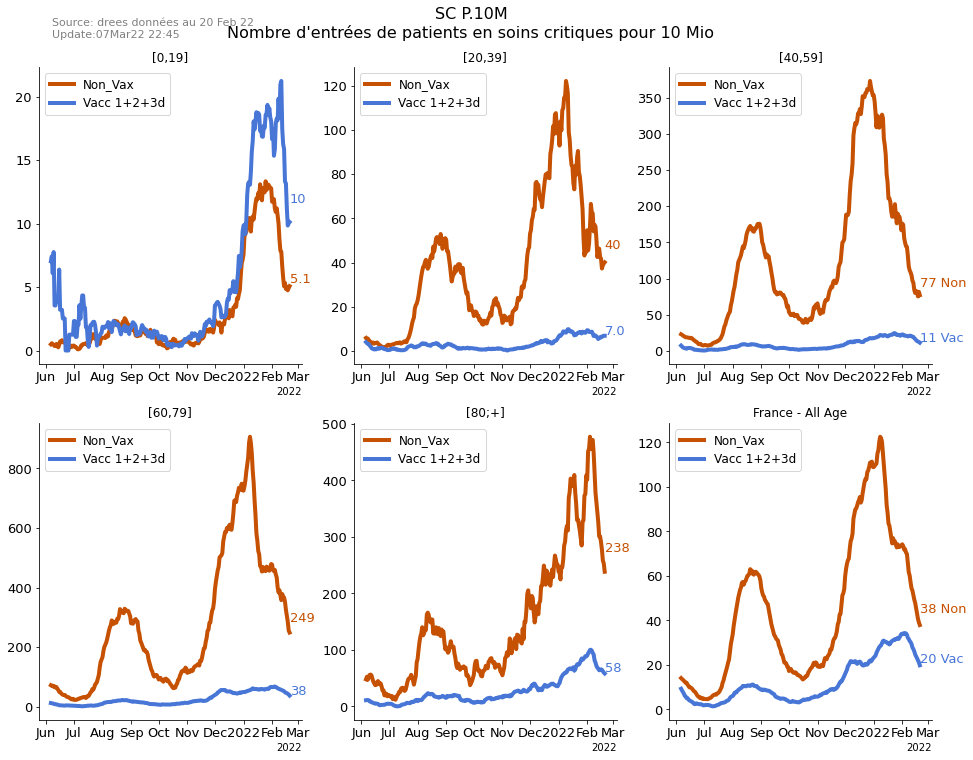 SC P.10M
Source: drees données au 20 Feb 22
Update:07Mar22 22:45
Nombre d'entrées de patients en soins critiques pour 10 Mio
[0,19]
Non_Vax
Vacc 1+2+3d
20
15
10
5
0
10
5.1
Jun Jul Aug Sep Oct Nov Dec 2022 Feb Mar
2022
[20,39]
Non_Vax
Vacc 1+2+3d
120
100
80
60
40
20
0
40
7.0
Jun Jul Aug Sep Oct Nov Dec 2022 Feb Mar
2022
[40,59]
Non_Vax
Vacc 1+2+3d
350
300
250
200
150
100
50
0
77 Non
11 Vac
Jun Jul Aug Sep Oct Nov Dec 2022 Feb Mar
2022
[60,79]
Non_Vax
Vacc 1+2+3d
800
600
400
200
0
249
38
Jun Jul Aug Sep Oct Nov Dec 2022 Feb Mar
2022
[80;+]
Non_Vax
Vacc 1+2+3d
500
400
300
200
100
0
238
58
Jun Jul Aug Sep Oct Nov Dec 2022 Feb Mar
2022
France - All Age
Non_Vax
Vacc 1+2+3d
120
100
80
60
40
20
0
38 Non
20 Vac
Jun Jul Aug Sep Oct Nov Dec 2022 Feb Mar
2022